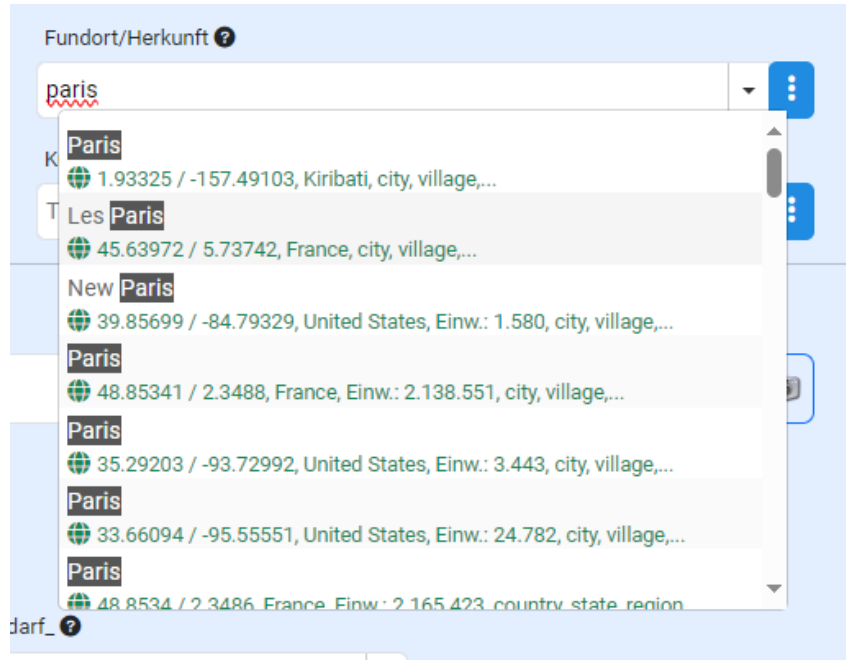 Fundort/Herkunft ?
paris
Paris
1.93325 / -157.49103, Kiribati, city, village,...
Les Paris
45.63972 / 5.73742, France, city, village,...
New Paris
39.85699 / -84.79329, United States, Einw.: 1.580, city, village,...
Paris
48.85341 / 2.3488, France, Einw.: 2.138.551, city, village,...
Paris
35.29203 / -93.72992, United States, Einw.: 3.443, city, village,...
Paris
33.66094 / -95.55551, United States, Einw.: 24.782, city, village,...
Paris
48.8534 / 2.3486, France, Einw.: 2.165.423, country, state, region
darf_ ?